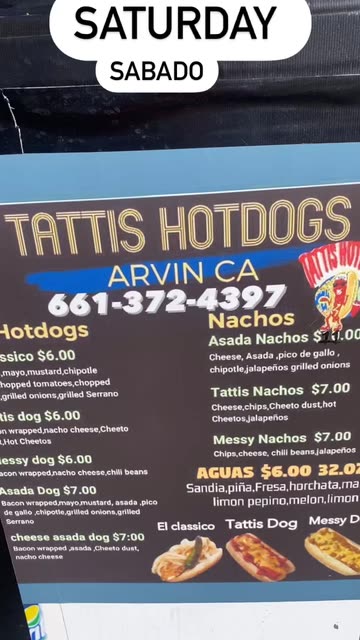 SATURDAY
SABADO
TATTIS HOTDOGS
ARVIN CA
661-372-4397
Hotdogs
ssico $6.00
,mayo,mustard,chipotle
hopped tomatoes,chopped
,grilled onions,grilled Serrano
tis dog $6.00
on wrapped,nacho cheese,Cheeto
t,Hot Cheetos
essy dog $6.00
on wrapped,nacho cheese,chili beans
Asada Dog $7.00
Bacon wrapped,mayo,mustard, asada ,pico
de gallo ,chipotle,grilled onions,grilled
Serrano
cheese asada dog $7:00
Bacon wrapped ,asada ,Cheeto dust,
nacho cheese
Nachos
Asada Nachos
Cheese, Asada ,pico de gallo ,
chipotle,jalapeños grilled onions
Tattis Nachos $7.00
Cheese,chips,Cheeto dust,hot
Cheetos,jalapeños
Messy Nachos $7.00
Chips,cheese, chili beans,jalapeños
AGUAS $6.00 32.0
Sandia,piña,Fresa,horchata,ma
limon pepino,melon,limon
El classico
Tattis Dog
Messy D